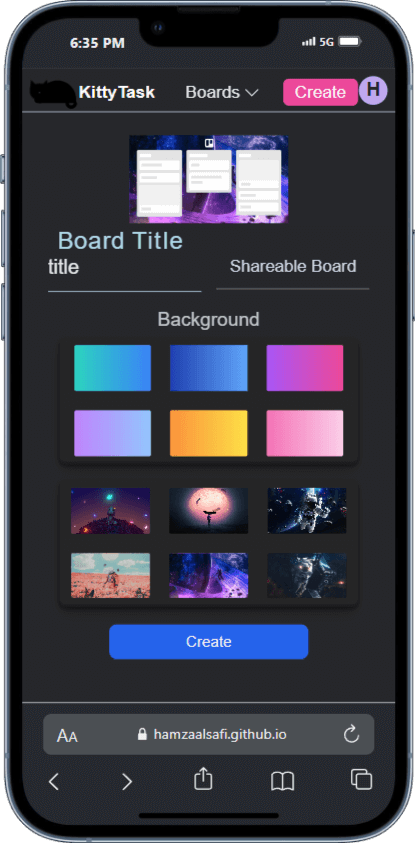 6:35 PM
5G
KittyTask
Boards
Create
H
Board Title
title
Shareable Board
Background
Create
AA
hamzaalsafi.github.io